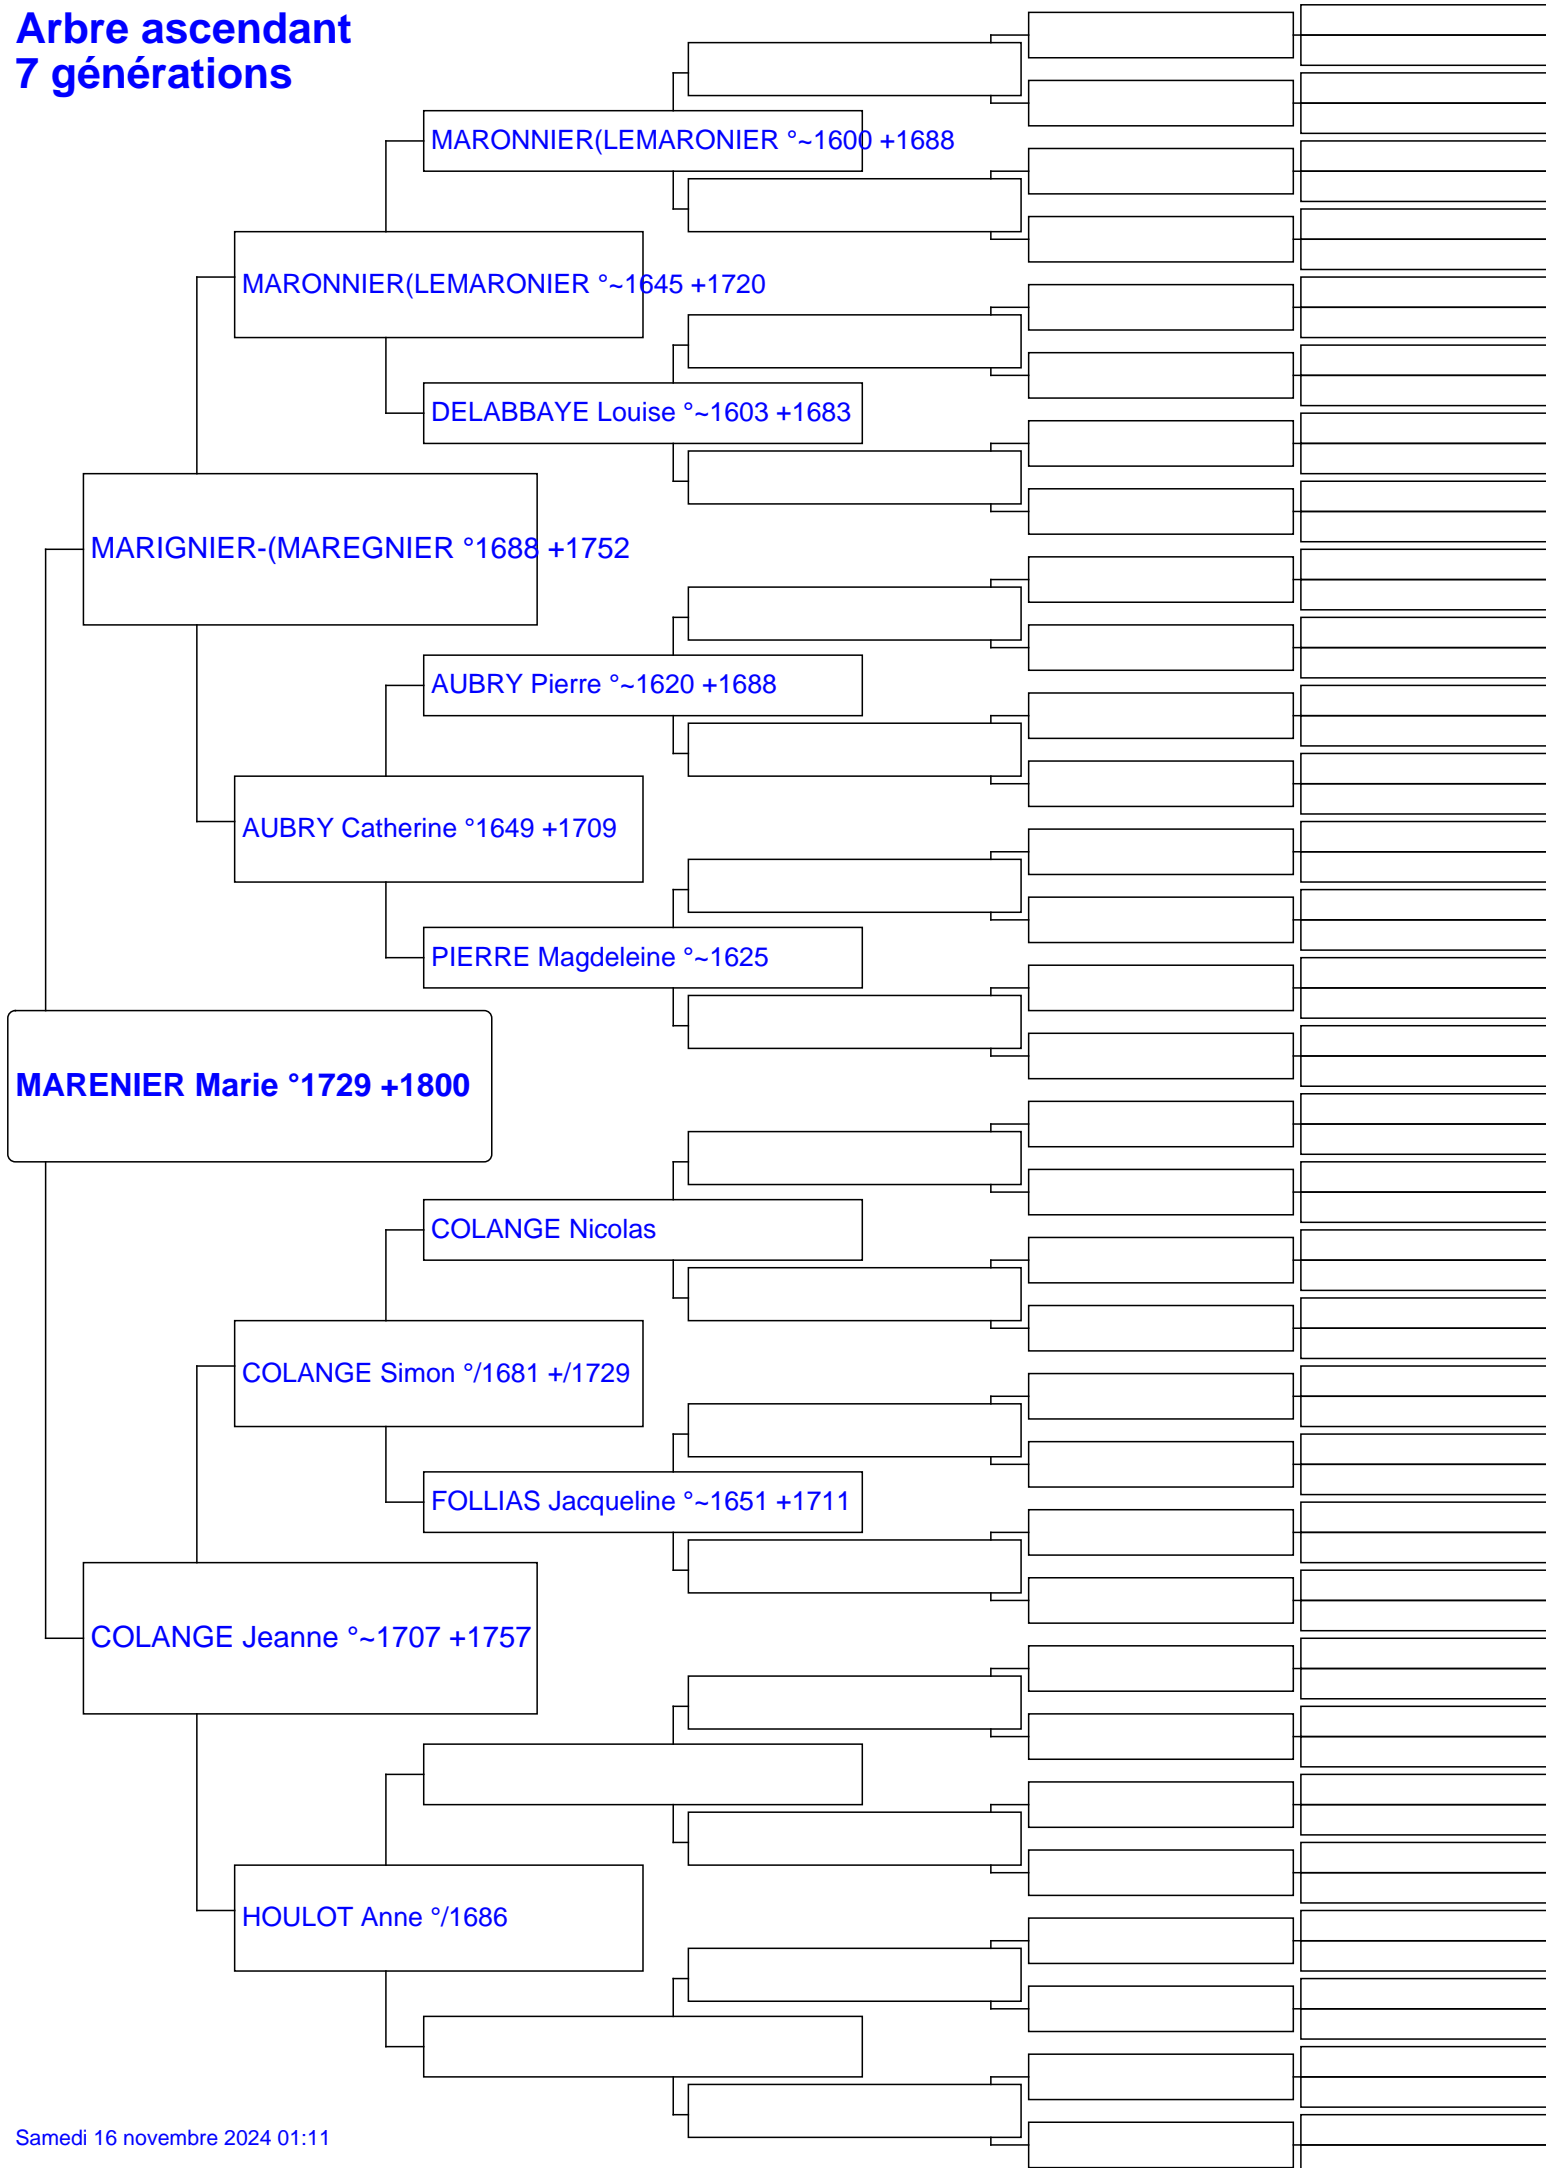 Arbre ascendant
7 générations
MARONNIER(LEMARONIER °~1600 +1688
MARONNIER(LEMARONIER °~1645 +1720
DELABBAYE Louise °~1603 +1683
MARIGNIER-(MAREGNIER °1688 +1752
AUBRY Pierre °~1620 +1688
AUBRY Catherine °1649 +1709
PIERRE Magdeleine °~1625
MARENIER Marie °1729 +1800
COLANGE Nicolas
COLANGE Simon °/1681 +/1729
FOLLIAS Jacqueline °~1651 +1711
COLANGE Jeanne °~1707 +1757
HOULOT Anne °/1686
Samedi 16 novembre 2024 01:11